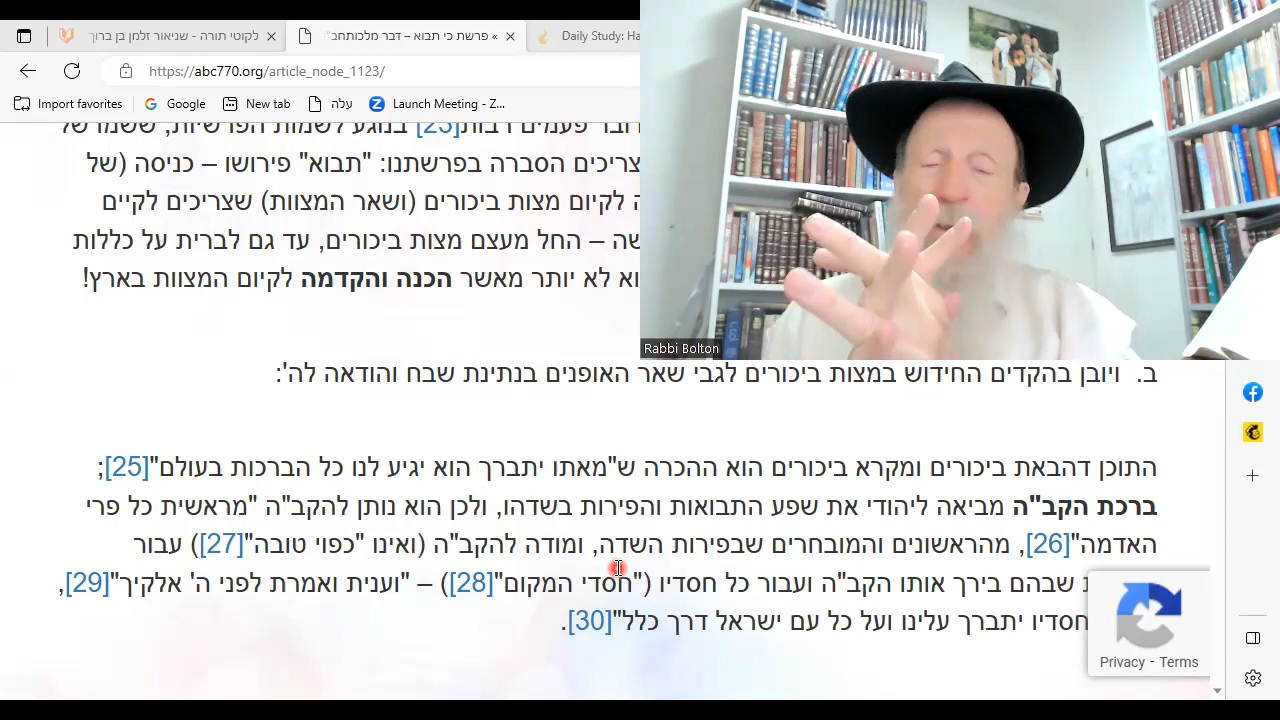 לקוטי תורה - שניאור זלמן בן ברוך
» פרשת כי תבוא – דבר מלכותחב"
Daily Study: Ha
https://abc770.org/article_node_1123/
Import favorites
Google
New tab
עלה
Launch Meeting - Z...
דובר פעמים רבות[23] בנוגע לשמות הפרשיות, ששמו של
צריכים הסברה בפרשתנו: "תבוא" פירושו – כניסה (של
לקיום מצות ביכורים (ושאר המצוות) שצריכים לקיים
שה – החל מעצם מצות ביכורים, עד גם לברית על כללות
וא לא יותר מאשר הכנה והקדמה לקיום המצוות בארץ!
Rabbi Bolton
ב. ויובן בהקדים החידוש במצות ביכורים לגבי שאר האופנים בנתינת שבח והודאה לה':
התוכן דהבאת ביכורים ומקרא ביכורים הוא ההכרה ש"מאתו יתברך הוא יגיע לנו כל הברכות בעולם"[25];
ברכת הקב"ה מביאה ליהודי את שפע התבואות והפירות בשדהו, ולכן הוא נותן להקב"ה "מראשית כל פרי
האדמה"[26], מהראשונים והמובחרים שבפירות השדה, ומודה להקב"ה (ואינו "כפוי טובה"[27]) עבור
שבהם בירך אותו הקב"ה ועבור כל חסדיו ("חסדי המקום"[28]) – "וענית ואמרת לפני ה' אלקיך"[29],
חסדיו יתברך עלינו ועל כל עם ישראל דרך כלל"[30].
Privacy - Terms